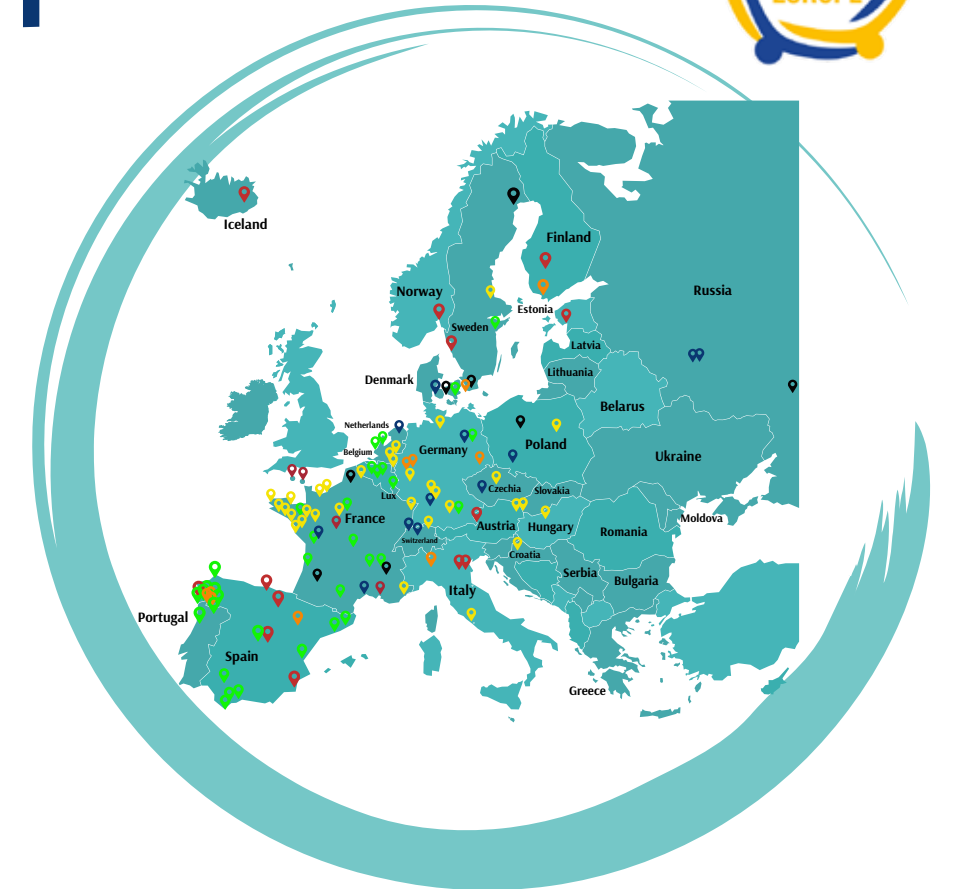 EUROPE
Iceland
Finland
Norway
Russia
Estonia
Sweden
Latvia
Lithuania
Denmark
Belarus
Netherlands
Germany
Poland
Belgium
Ukraine
Czechia
Slovakia
Lux
France
Moldova
Austria
Hungary
Romania
Switzerland
Croatia
Serbia
Bulgaria
Italy
Portugal
Spain
Greece